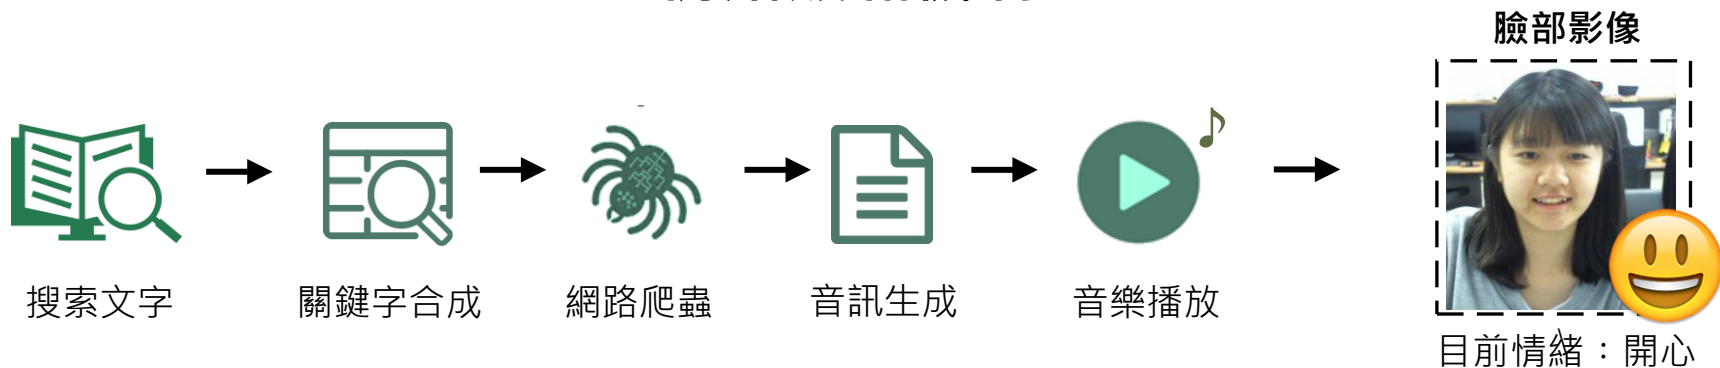 臉部影像
搜索文字
關鍵字合成
網路爬蟲
音訊生成
音樂播放
目前情緒：開心